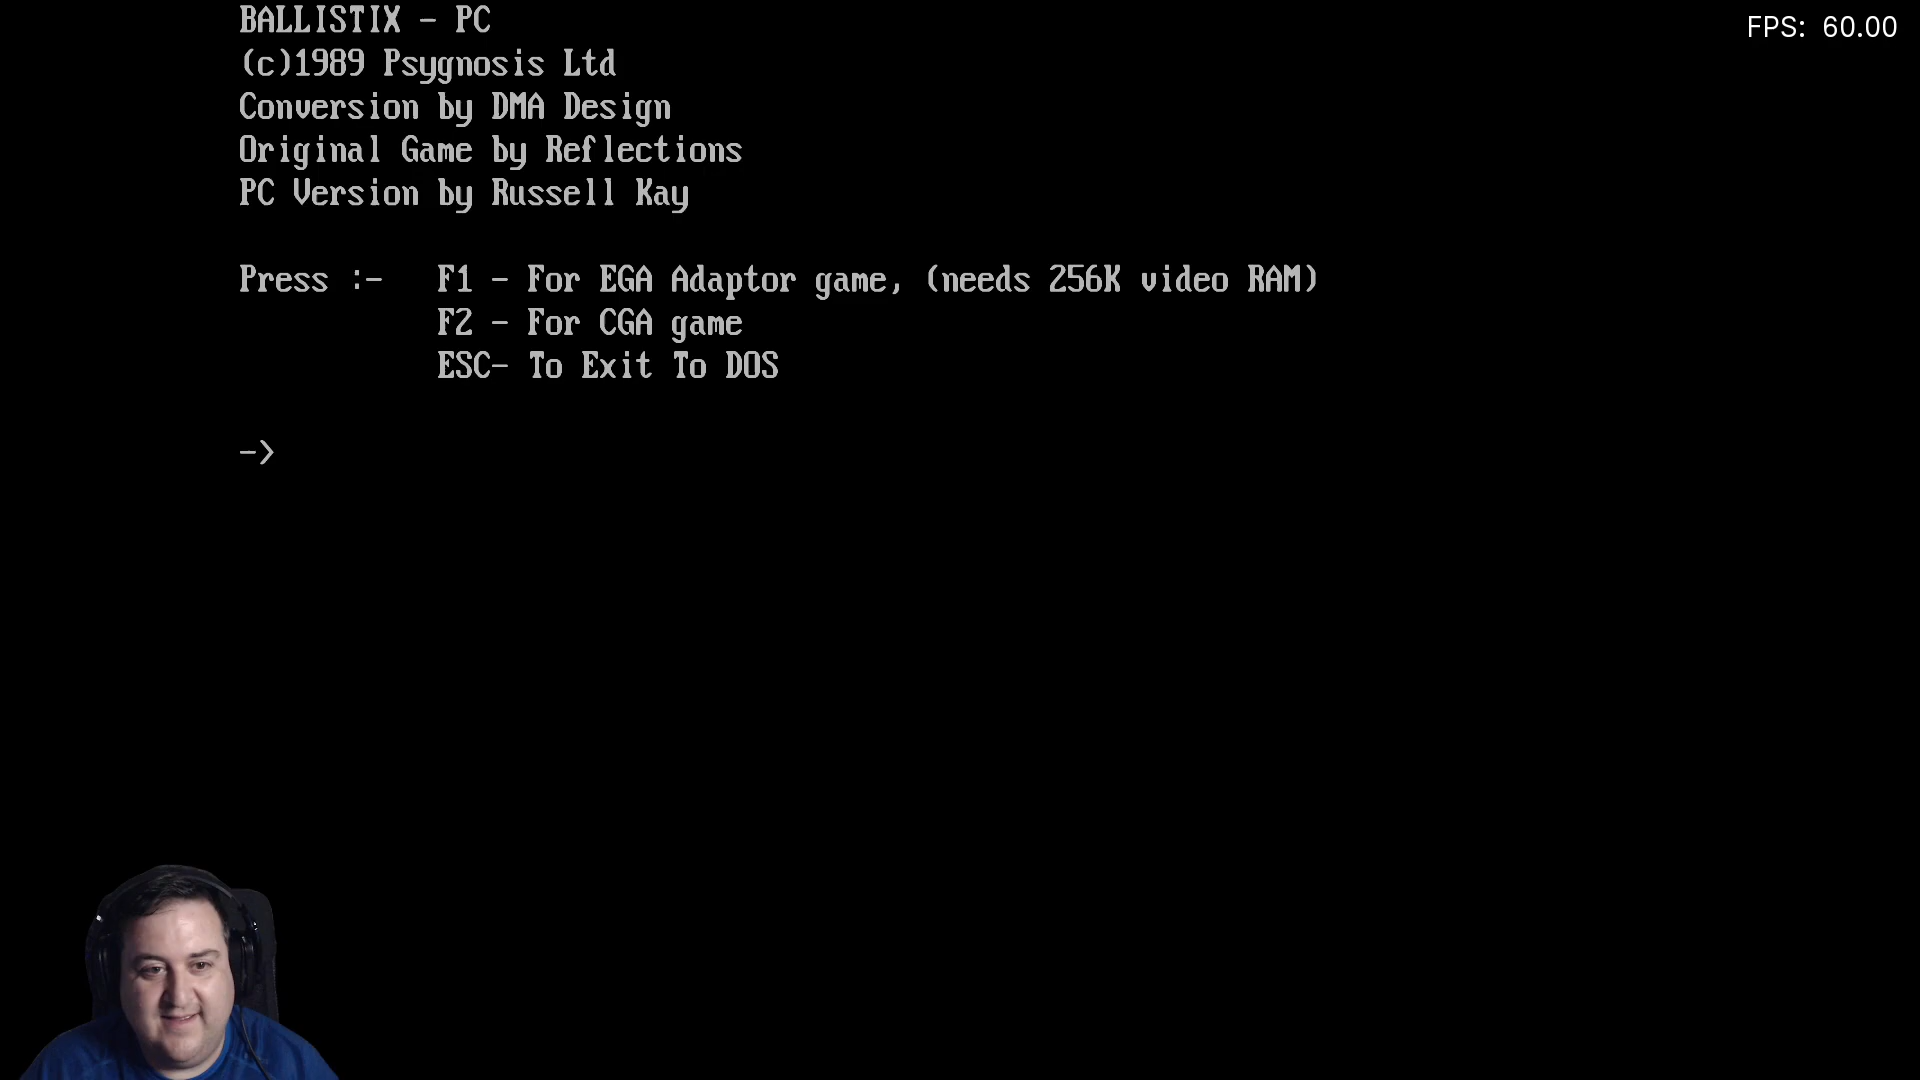 BALLISTIX - PC
FPS: 60.00
(c)1989 Psygnosis Ltd
Conversion by DMA Design
Original Game by Reflections
PC Version by Russell Kay
Press :- F1 - For EGA Adaptor game, (needs 256K video RAM)
F2 - For CGA game
ESC- To Exit To DOS
->